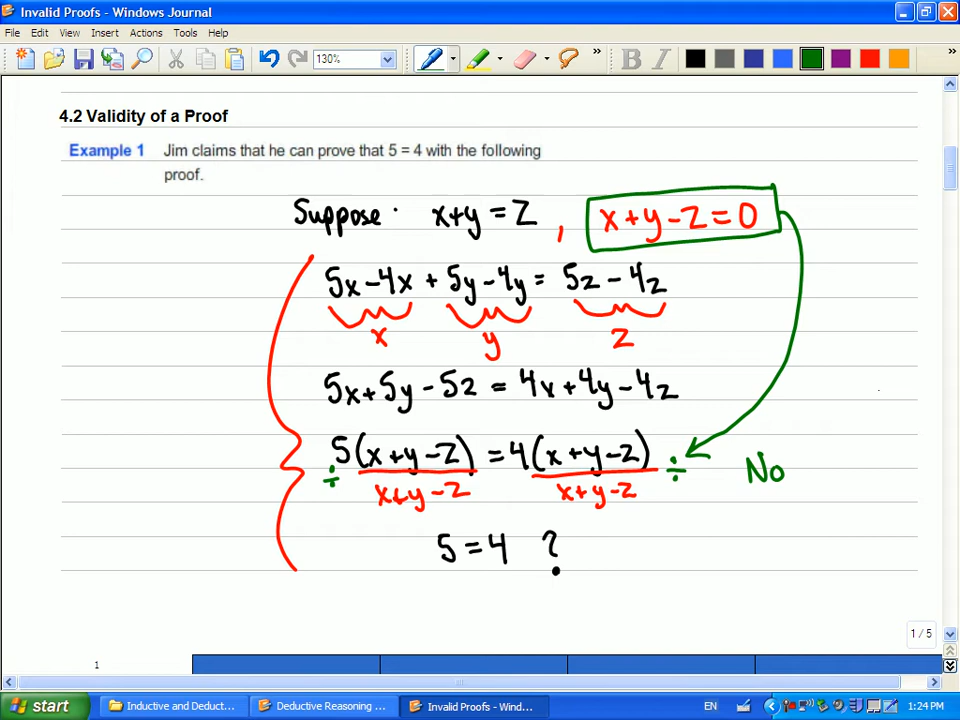 Invalid Proofs - Windows Journal
File Edit View Insert Actions Tools Help
130%
4.2 Validity of a Proof
Example 1 Jim claims that he can prove that 5 = 4 with the following
proof.
Suppose x+y = z , x+y-z=0
5x-4x + 5y-4y = 5z-4z
x y z
5x+5y-5z = 4x+4y-4z
÷ 5(x+y-z) = 4(x+y-z) ÷ No
x+y-z x+y-z
5=4 ?
1 / 5
1
start Inductive and Deduct... Deductive Reasoning ... Invalid Proofs - Wind... EN 1:24 PM